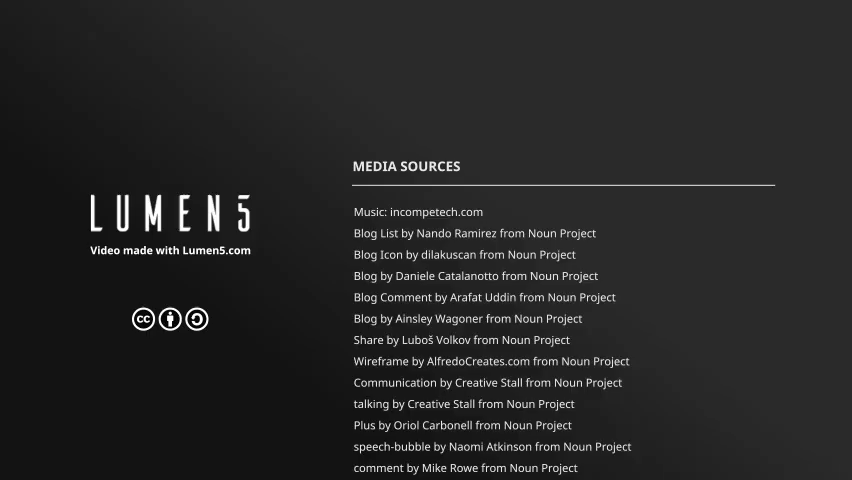 LUMEN5
Video made with Lumen5.com
cc
MEDIA SOURCES
Music: incompetech.com
Blog List by Nando Ramirez from Noun Project
Blog Icon by dilakuscan from Noun Project
Blog by Daniele Catalanotto from Noun Project
Blog Comment by Arafat Uddin from Noun Project
Blog by Ainsley Wagoner from Noun Project
Share by Luboš Volkov from Noun Project
Wireframe by AlfredoCreates.com from Noun Project
Communication by Creative Stall from Noun Project
talking by Creative Stall from Noun Project
Plus by Oriol Carbonell from Noun Project
speech-bubble by Naomi Atkinson from Noun Project
comment by Mike Rowe from Noun Project